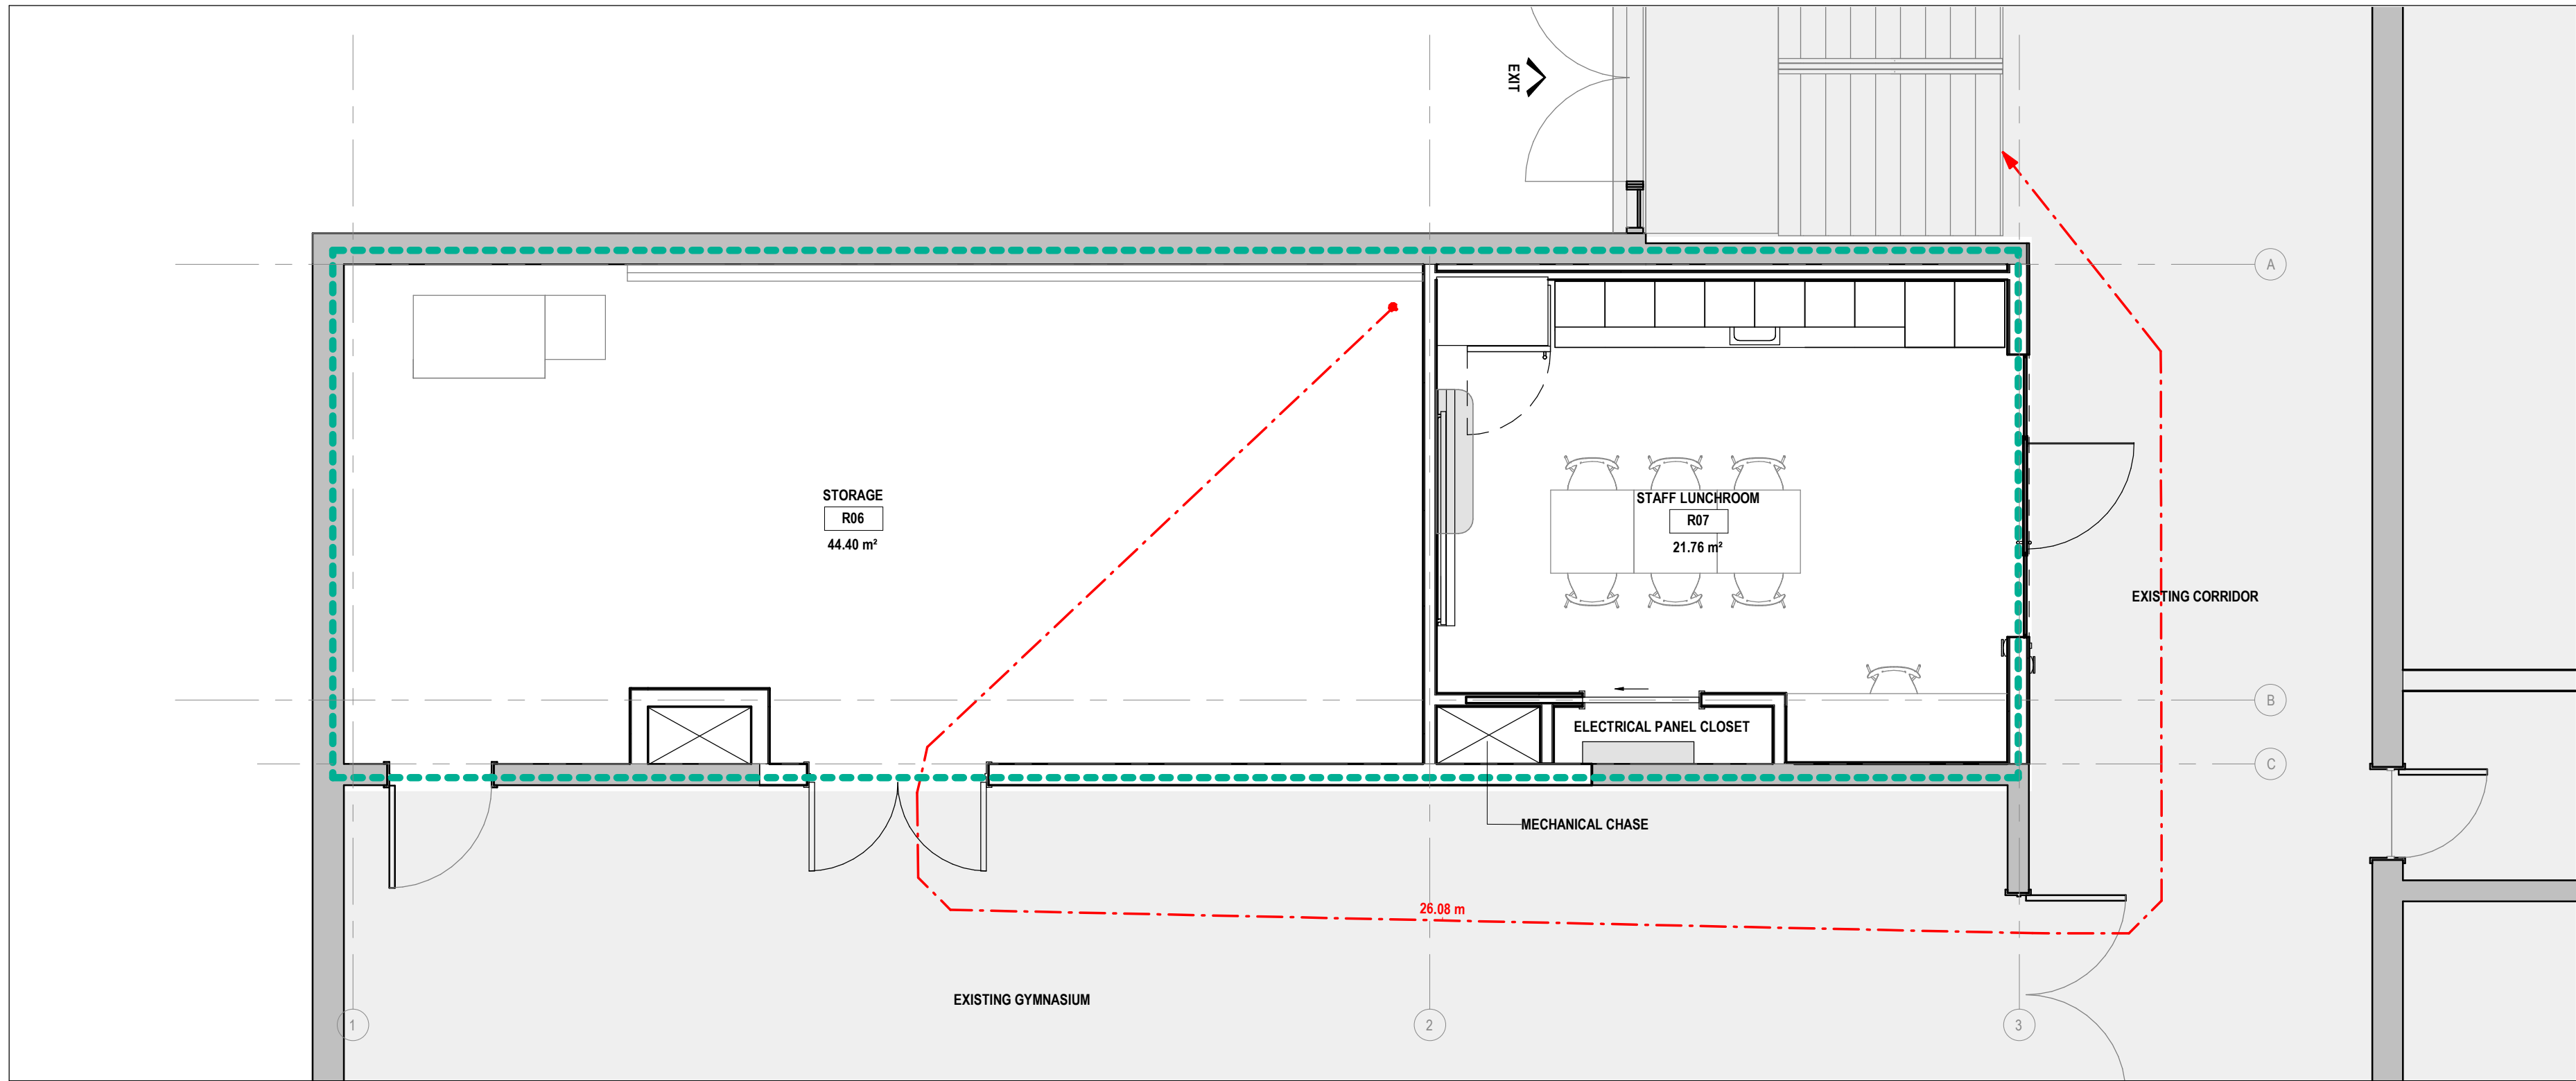 EXIT
A
STORAGE
R06
44.40 m²
STAFF LUNCHROOM
R07
21.76 m²
EXISTING CORRIDOR
B
ELECTRICAL PANEL CLOSET
C
MECHANICAL CHASE
26.08 m
EXISTING GYMNASIUM
1
2
3